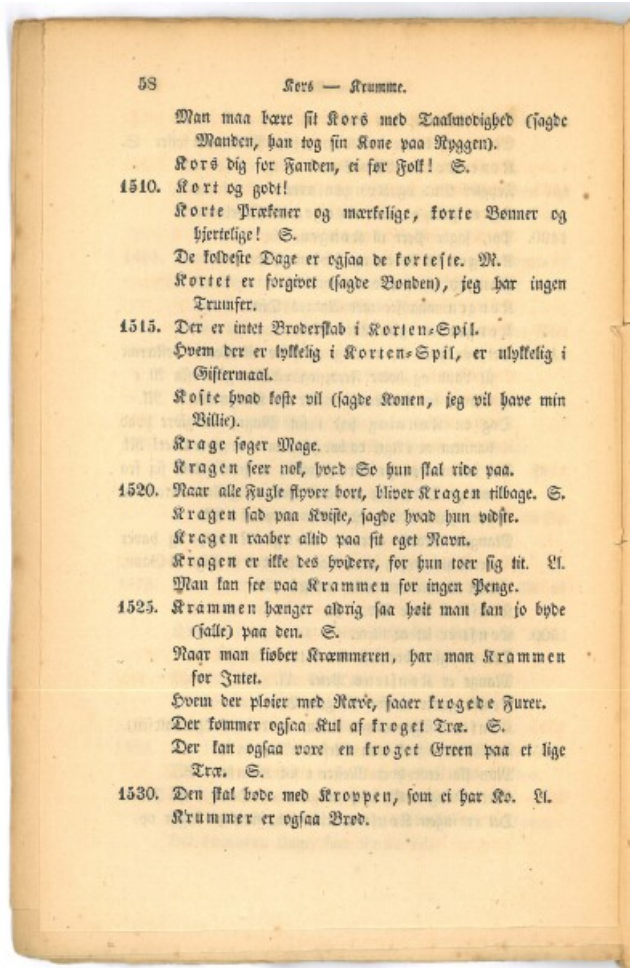 58 Kors — Krumme.
Man maa bære sit Kors med Taalmodighed (sagde
Manden, han tog sin Kone paa Ryggen).
Kors dig for Fanden, ei for Folk! S.
1510. Kort og godt!
Korte Prækener og mærkelige, korte Bønner og
hjertelige! S.
De koldeste Dage er ogsaa de korteste. M.
Kortet er forgivet (sagde Bonden), jeg har ingen
Trumfer.
1515. Der er intet Broderskab i Korten-Spil.
Hvem der er lykkelig i Korten-Spil, er ulykkelig i
Giftermaal.
Koste hvad koste vil (sagde Konen, jeg vil have min
Villie).
Krage søger Mage.
Kragen seer nok, hvad So hun skal ride paa.
1520. Naar alle Fugle flyver bort, bliver Kragen tilbage. S.
Kragen sad paa Kviste, sagde hvad hun vidste.
Kragen raaber altid paa sit eget Navn.
Kragen er ikke des hvidere, for hun toer sig tit. Ll.
Man kan see paa Krammen for ingen Penge.
1525. Krammen hænger aldrig saa høit man kan jo byde
(falle) paa den. S.
Naar man kiøber Kræmmeren, har man Krammen
for Intet.
Hvem der pløier med Ræve, faaer krogede Furer.
Der kommer ogsaa Kul af kroget Træ. S.
Der kan ogsaa være en kroget Green paa et lige
Træ. S.
1530. Den skal bøde med Kroppen, som ei har Ko. Ll.
Krummer er ogsaa Brød.